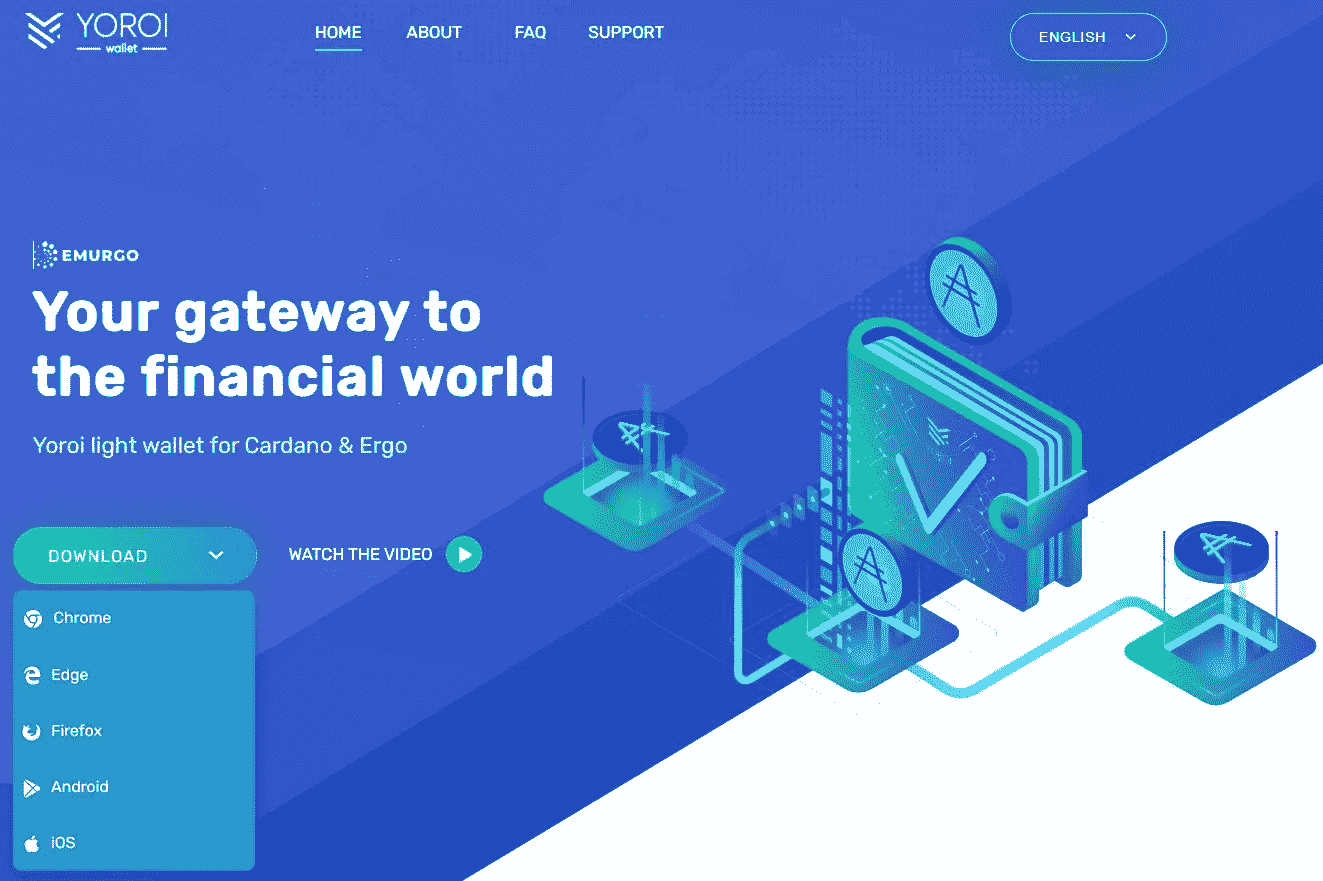 YOROI
wallet
HOME ABOUT FAQ SUPPORT
ENGLISH
EMURGO
Your gateway to
the financial world
Yoroi light wallet for Cardano & Ergo
DOWNLOAD
WATCH THE VIDEO
Chrome
Edge
Firefox
Android
iOS